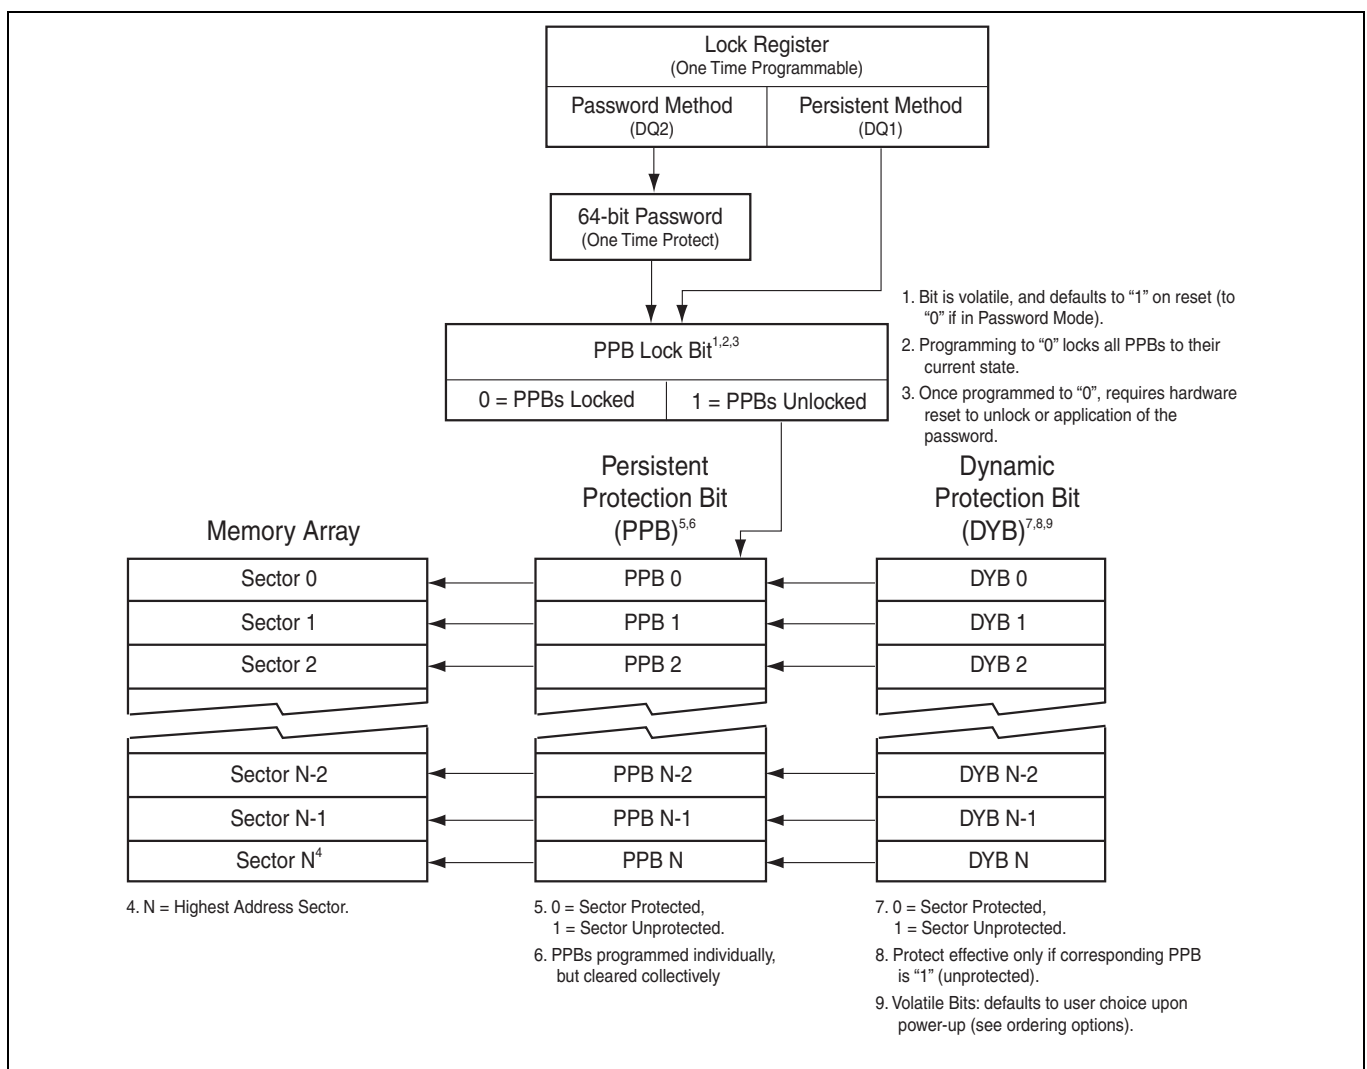 Lock Register
(One Time Programmable)
Password Method
(DQ2)
Persistent Method
(DQ1)
64-bit Password
(One Time Protect)
PPB Lock Bit1,2,3
0 = PPBs Locked
1 = PPBs Unlocked
1. Bit is volatile, and defaults to “1” on reset (to
“0” if in Password Mode).
2. Programming to “0” locks all PPBs to their
current state.
3. Once programmed to “0”, requires hardware
reset to unlock or application of the
password.
Memory Array
Persistent
Protection Bit
(PPB)5,6
Dynamic
Protection Bit
(DYB)7,8,9
Sector 0
PPB 0
DYB 0
Sector 1
PPB 1
DYB 1
Sector 2
PPB 2
DYB 2
Sector N-2
PPB N-2
DYB N-2
Sector N-1
PPB N-1
DYB N-1
Sector N4
PPB N
DYB N
4. N = Highest Address Sector.
5. 0 = Sector Protected,
1 = Sector Unprotected.
6. PPBs programmed individually,
but cleared collectively
7. 0 = Sector Protected,
1 = Sector Unprotected.
8. Protect effective only if corresponding PPB
is “1” (unprotected).
9. Volatile Bits: defaults to user choice upon
power-up (see ordering options).